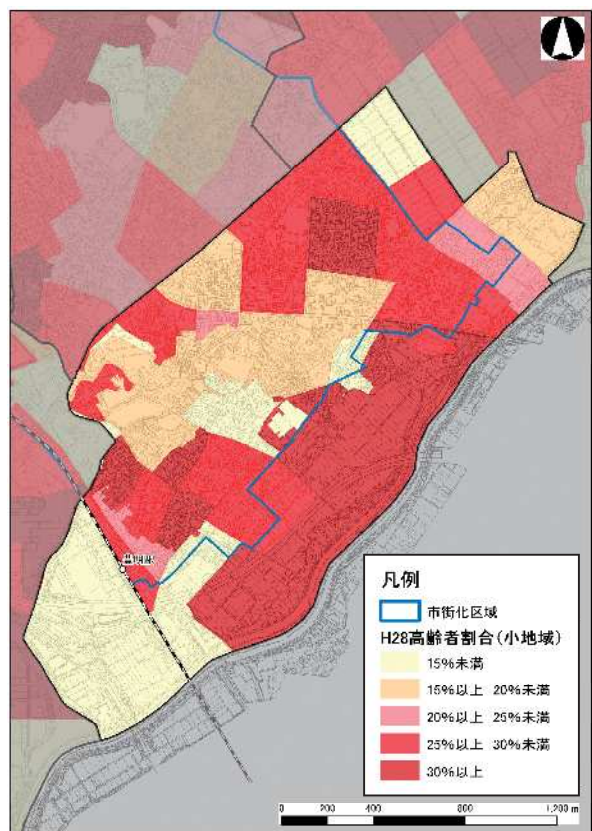 凡例
市街化区域
H28高齢者割合(小地域)
15%未満
15%以上 20%未満
20%以上 25%未満
25%以上 30%未満
30%以上
0 200 400 800 1,200 m